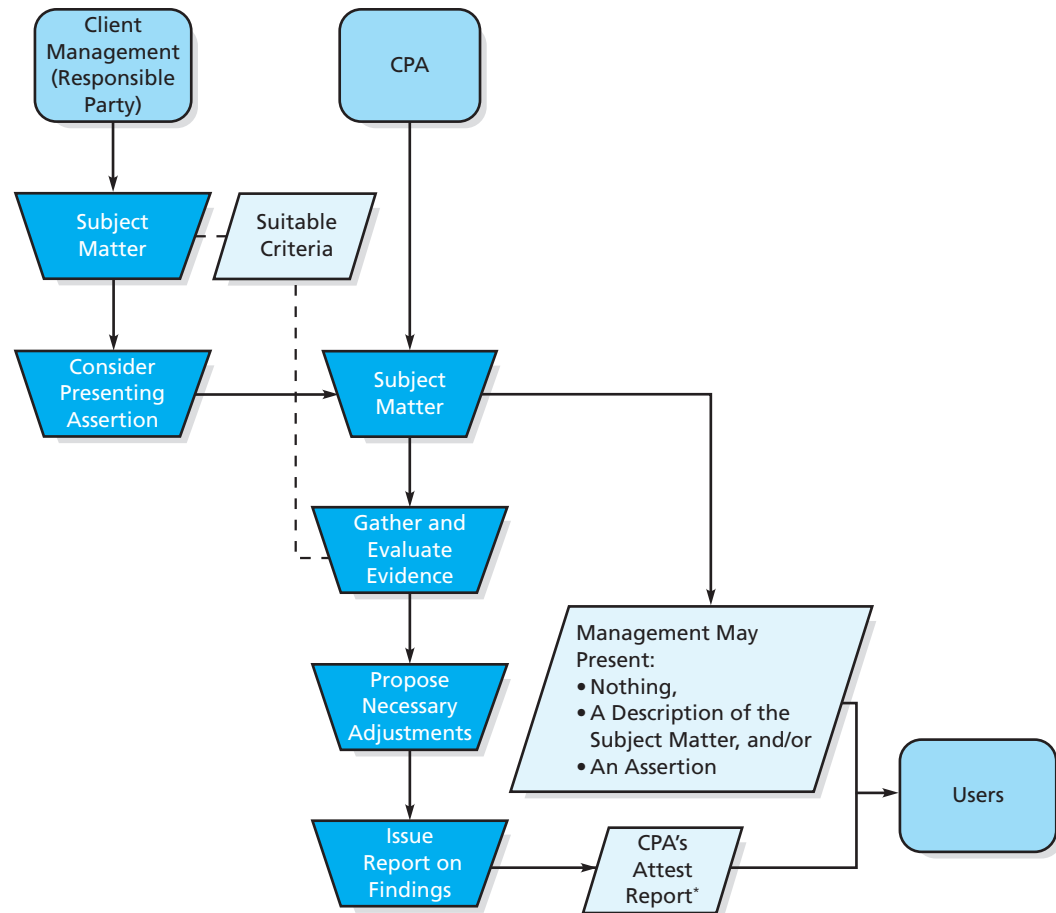 Client
Management
(Responsible
Party)
CPA
Subject
Matter
Suitable
Criteria
Consider
Presenting
Assertion
Subject
Matter
Gather and
Evaluate
Evidence
Management May
Present:
• Nothing,
• A Description of the
Subject Matter, and/or
• An Assertion
Propose
Necessary
Adjustments
Users
Issue
Report on
Findings
CPA's
Attest
Report*